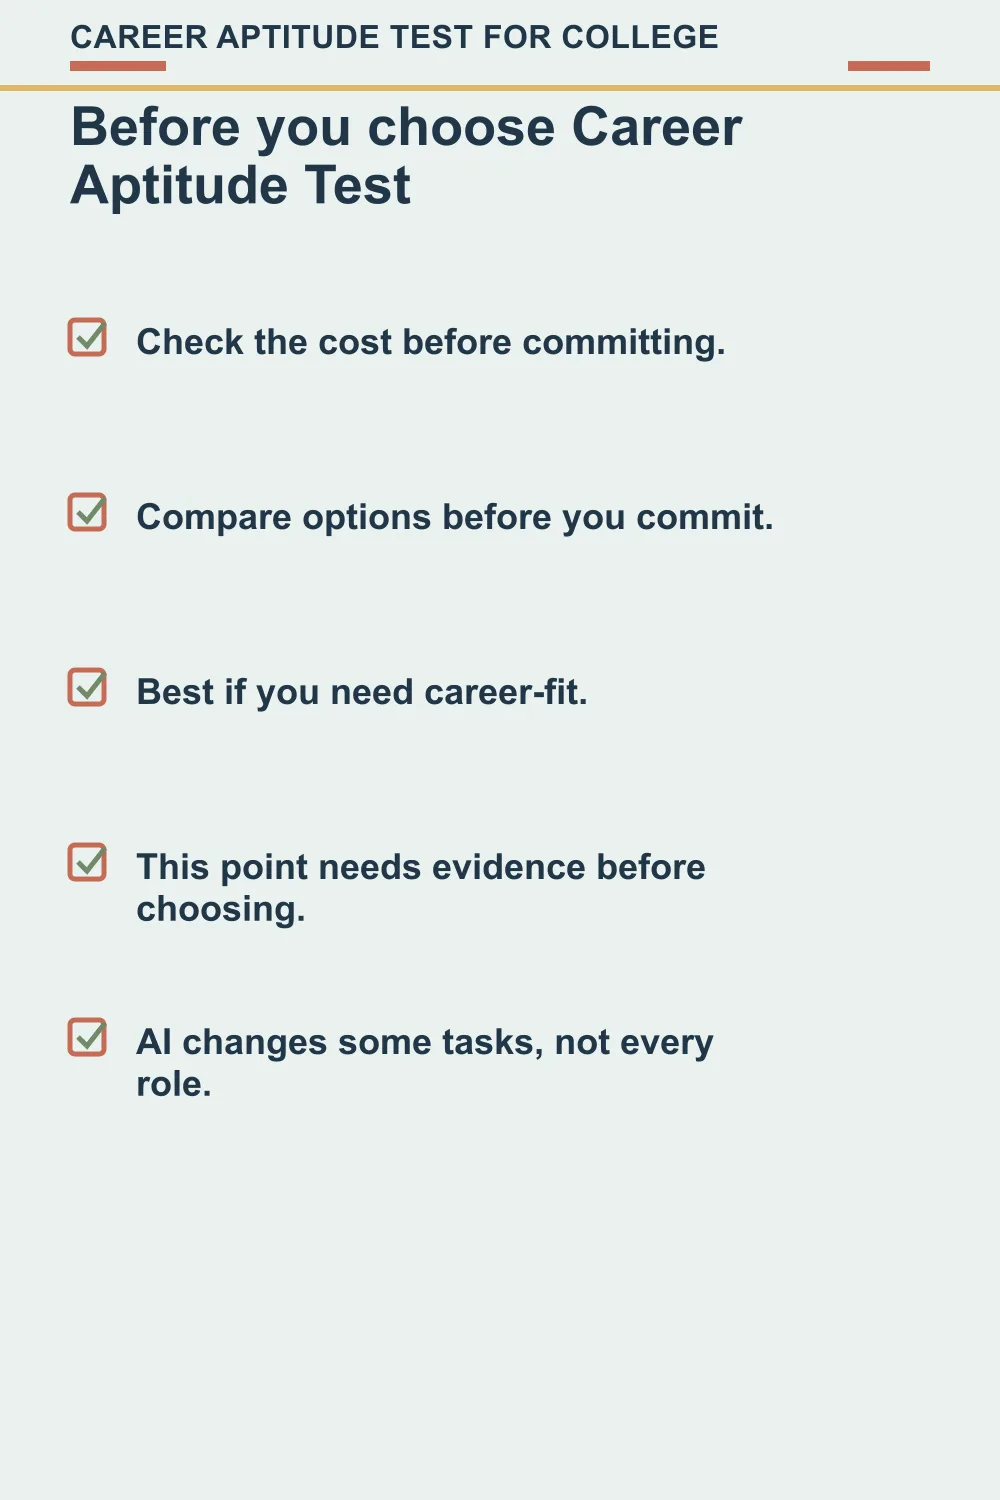 CAREER APTITUDE TEST FOR COLLEGE
Before you choose Career
Aptitude Test
Check the cost before committing.
Compare options before you commit.
Best if you need career-fit.
This point needs evidence before
choosing.
AI changes some tasks, not every
role.